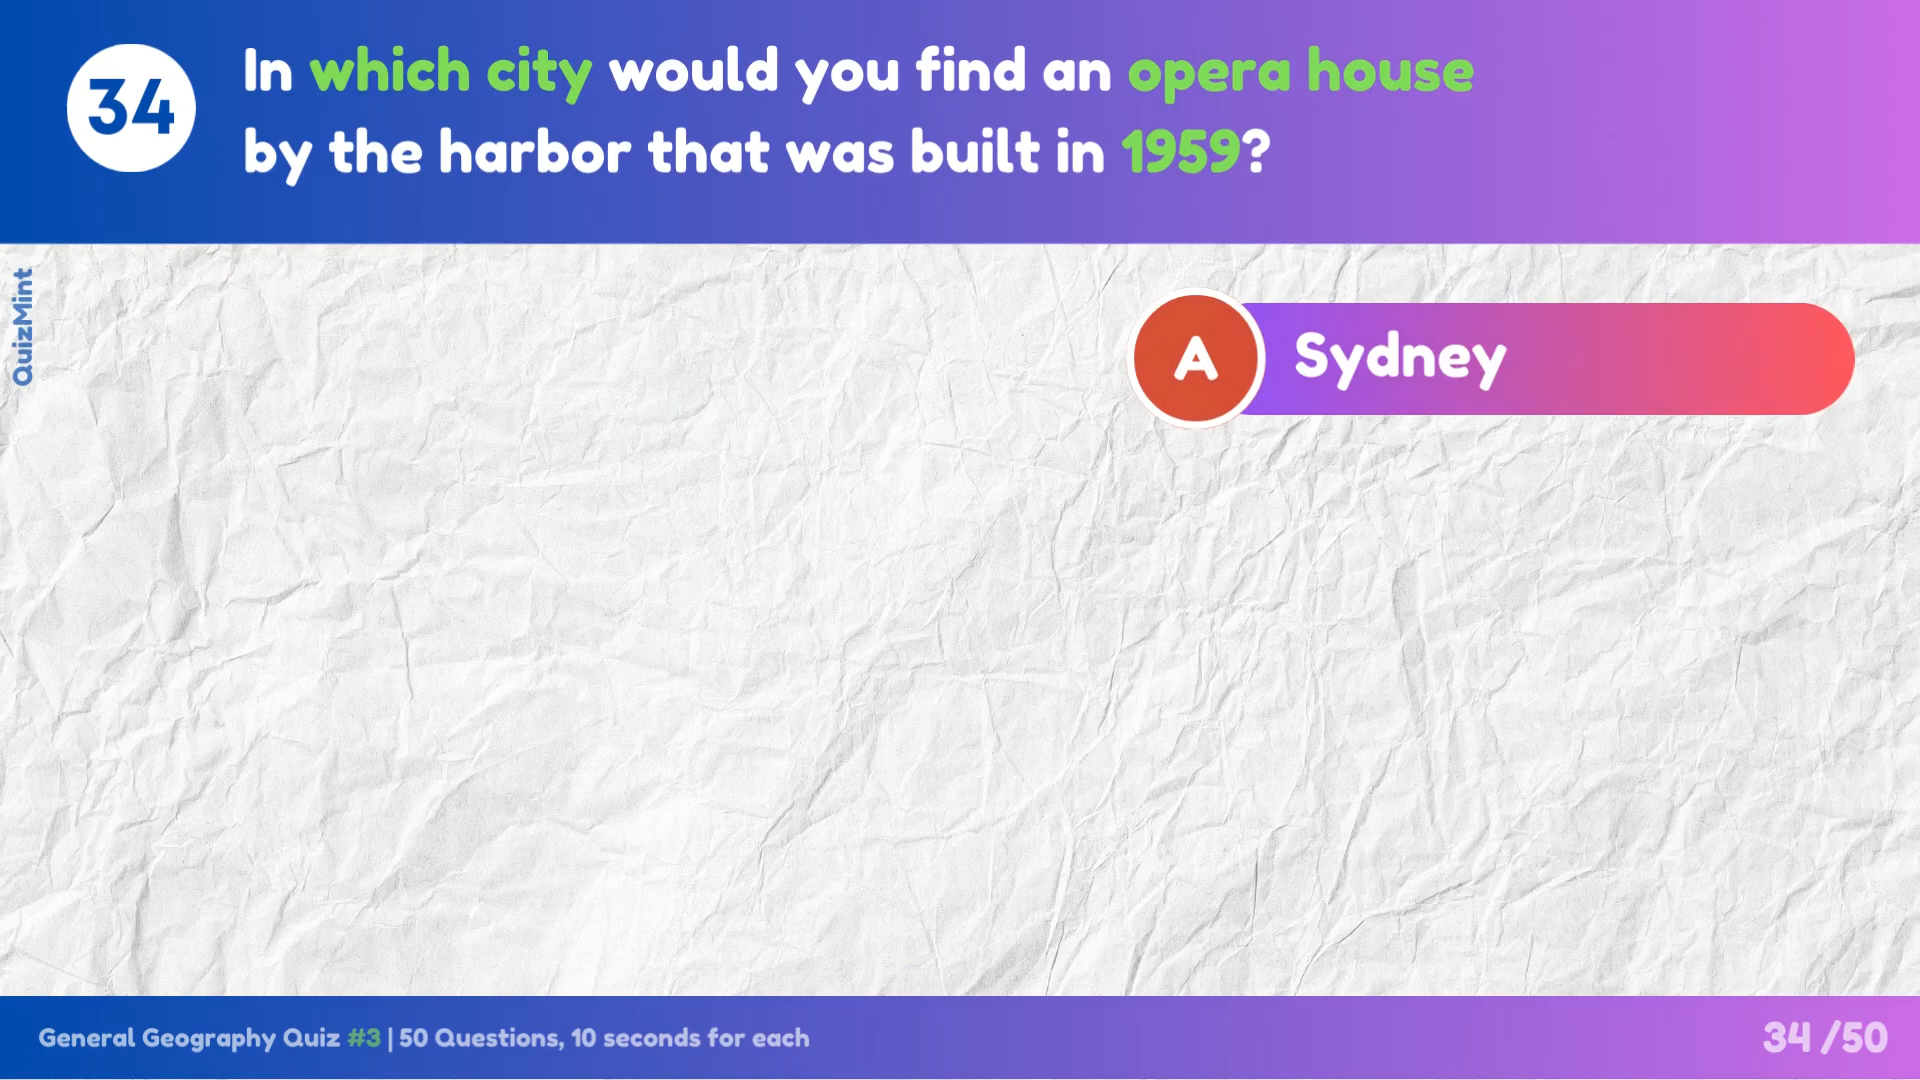 34
In which city would you find an opera house
by the harbor that was built in 1959?
QuizMint
A
Sydney
General Geography Quiz #3 | 50 Questions, 10 seconds for each
34 /50